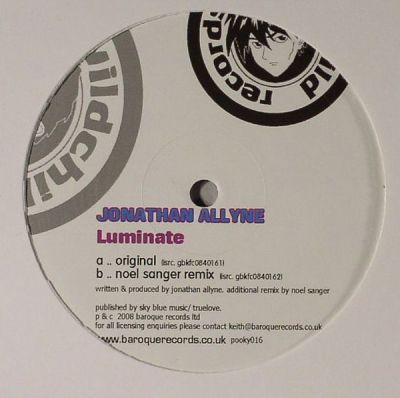 wildchil
records
pl
JONATHAN ALLYNE
Luminate
a .. original (isrc. gbkfc0840161)
b .. noel sanger remix (isrc. gbkfc0840162)
written & produced by jonathan allyne. additional remix by noel sanger
published by sky blue music/ truelove.
p & c 2008 baroque records ltd
for all licensing enquiries please contact keith@baroquerecords.co.uk
www.baroquerecords.co.uk pooky016